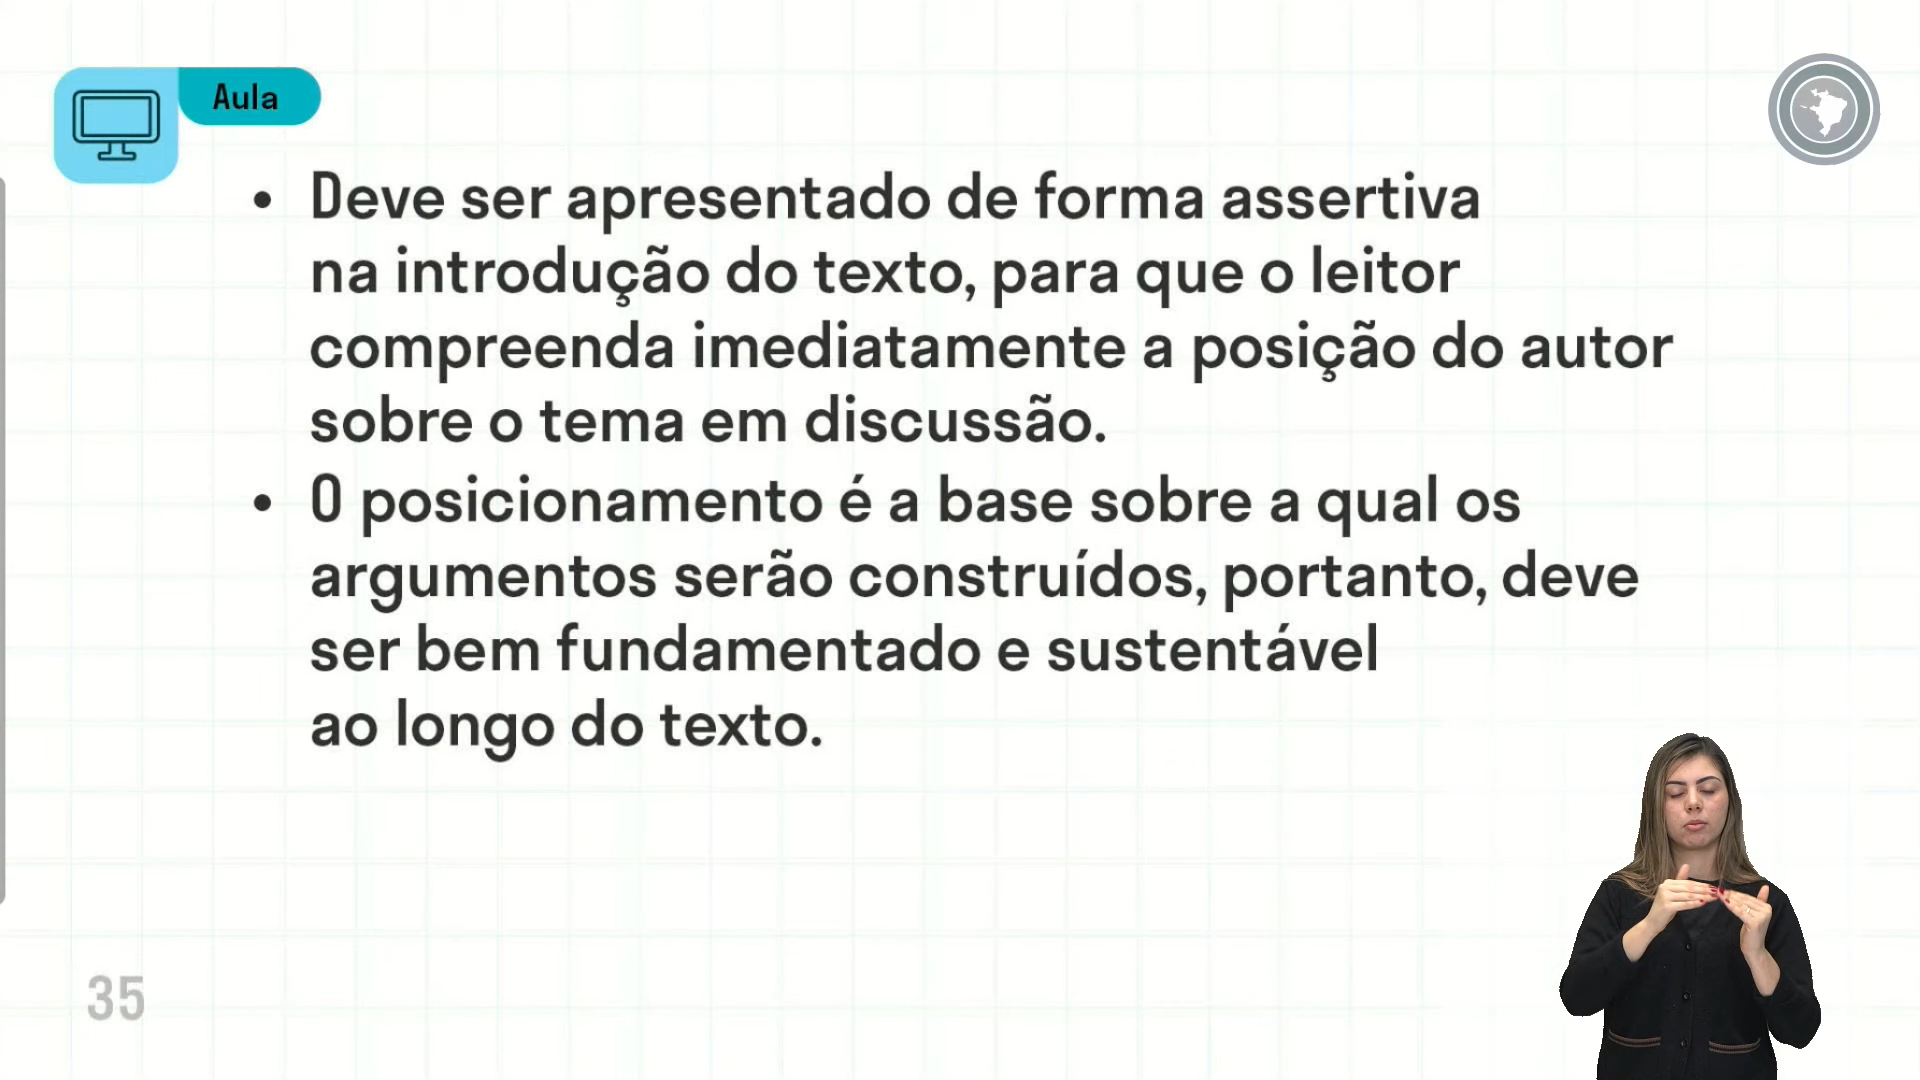 Aula
• Deve ser apresentado de forma assertiva
na introdução do texto, para que o leitor
compreenda imediatamente a posição do autor
sobre o tema em discussão.
• O posicionamento é a base sobre a qual os
argumentos serão construídos, portanto, deve
ser bem fundamentado e sustentável
ao longo do texto.
35